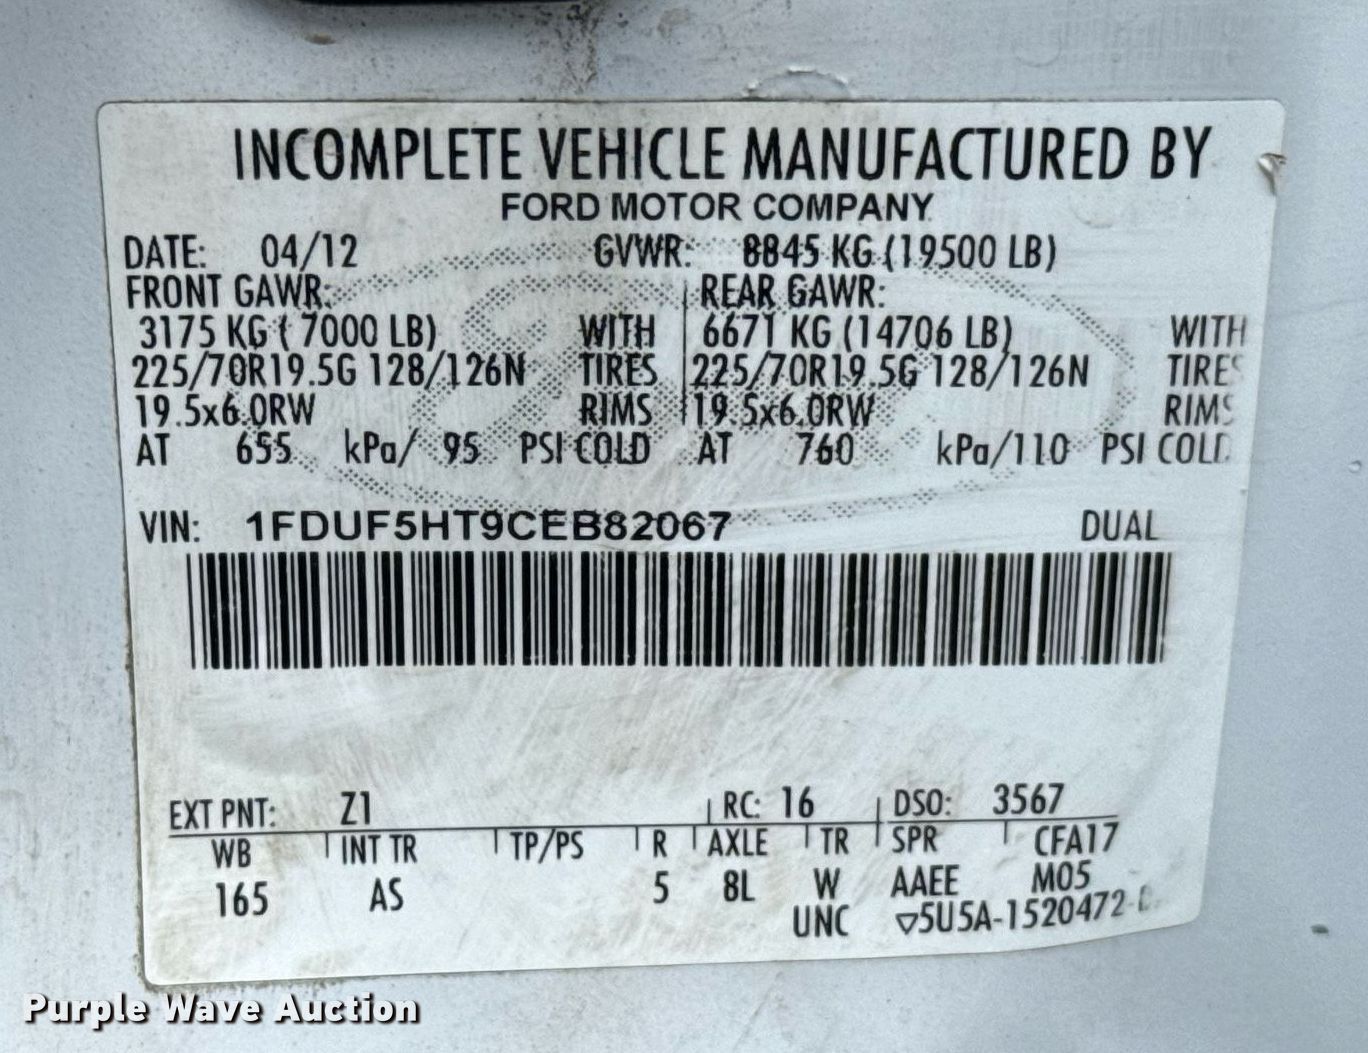 INCOMPLETE VEHICLE MANUFACTURED BY
FORD MOTOR COMPANY
DATE: 04/12 GVWR: 8845 KG (19500 LB)
FRONT GAWR: REAR GAWR:
3175 KG ( 7000 LB) WITH 6671 KG (14706 LB) WITH
225/70R19.5G 128/126N TIRES 225/70R19.5G 128/126N TIRES
19.5x6.0RW RIMS 19.5x6.0RW RIMS
AT 655 kPa/ 95 PSI COLD AT 760 kPa/110 PSI COLD
VIN: 1FDUF5HT9CEB82067 DUAL
EXT PNT: Z1 RC: 16 DSO: 3567
WB INT TR TP/PS R AXLE TR SPR CFA17
165 AS 5 8L W AAEE M05
UNC ▽5U5A-1520472-
Purple Wave Auction